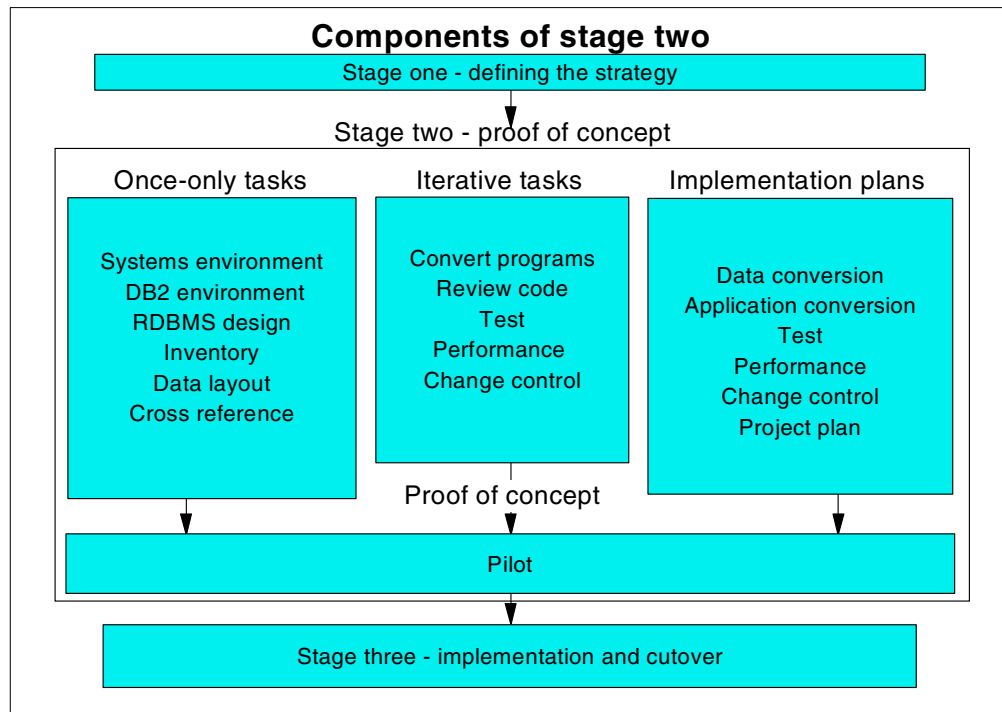 Components of stage two
Stage one - defining the strategy
Stage two - proof of concept
Once-only tasks
Systems environment
DB2 environment
RDBMS design
Inventory
Data layout
Cross reference
Iterative tasks
Convert programs
Review code
Test
Performance
Change control
Implementation plans
Data conversion
Application conversion
Test
Performance
Change control
Project plan
Proof of concept
Pilot
Stage three - implementation and cutover